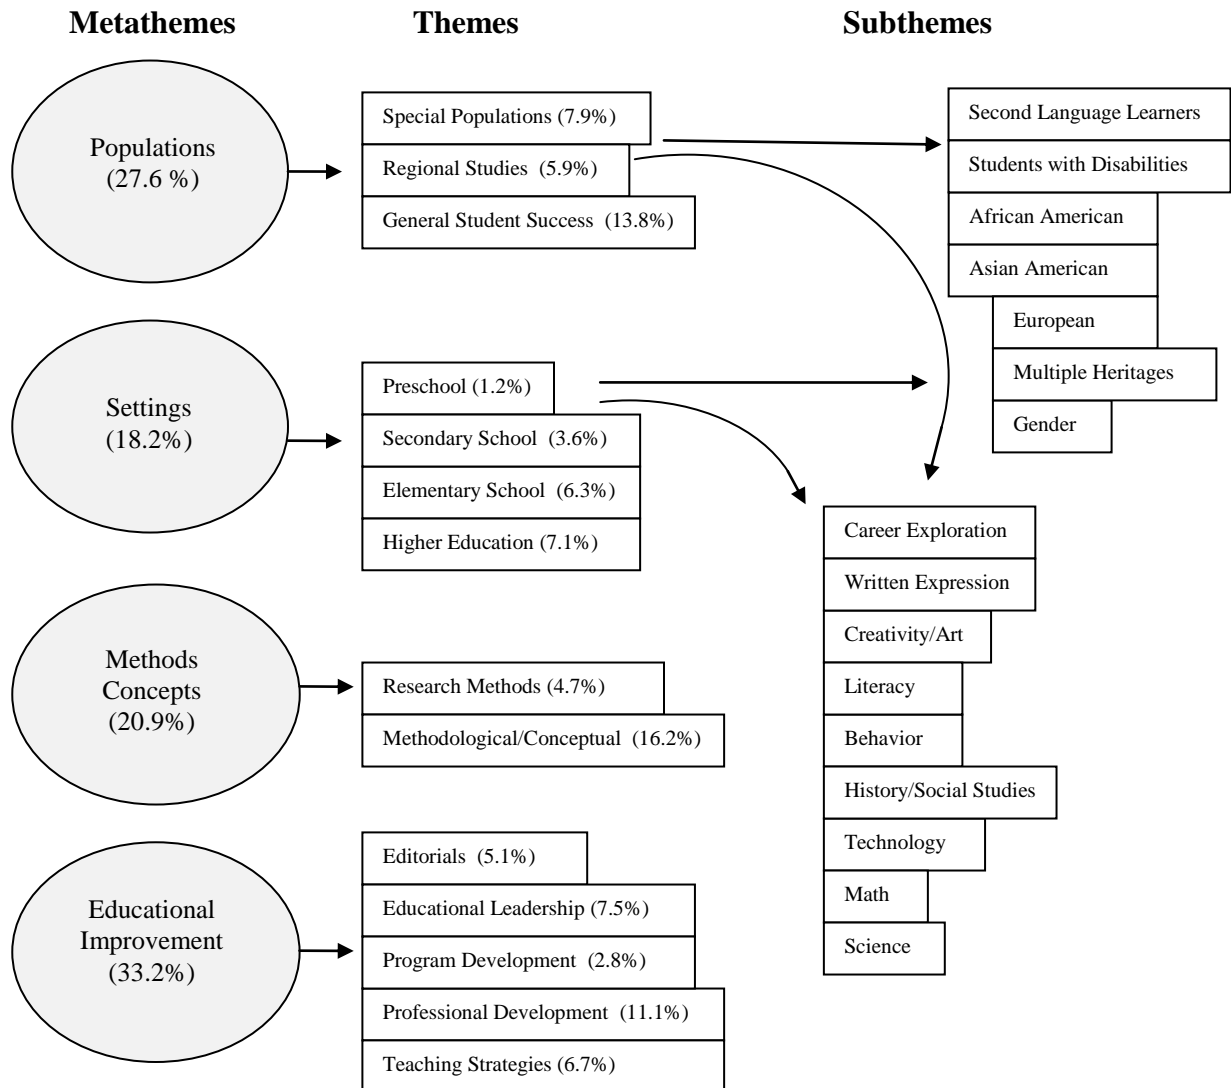 Metathemes
Themes
Subthemes
Populations
(27.6 %)
Special Populations (7.9%)
Regional Studies (5.9%)
General Student Success (13.8%)
Second Language Learners
Students with Disabilities
African American
Asian American
European
Multiple Heritages
Gender
Settings
(18.2%)
Preschool (1.2%)
Secondary School (3.6%)
Elementary School (6.3%)
Higher Education (7.1%)
Career Exploration
Written Expression
Creativity/Art
Literacy
Behavior
History/Social Studies
Technology
Math
Science
Methods
Concepts
(20.9%)
Research Methods (4.7%)
Methodological/Conceptual (16.2%)
Educational
Improvement
(33.2%)
Editorials (5.1%)
Educational Leadership (7.5%)
Program Development (2.8%)
Professional Development (11.1%)
Teaching Strategies (6.7%)